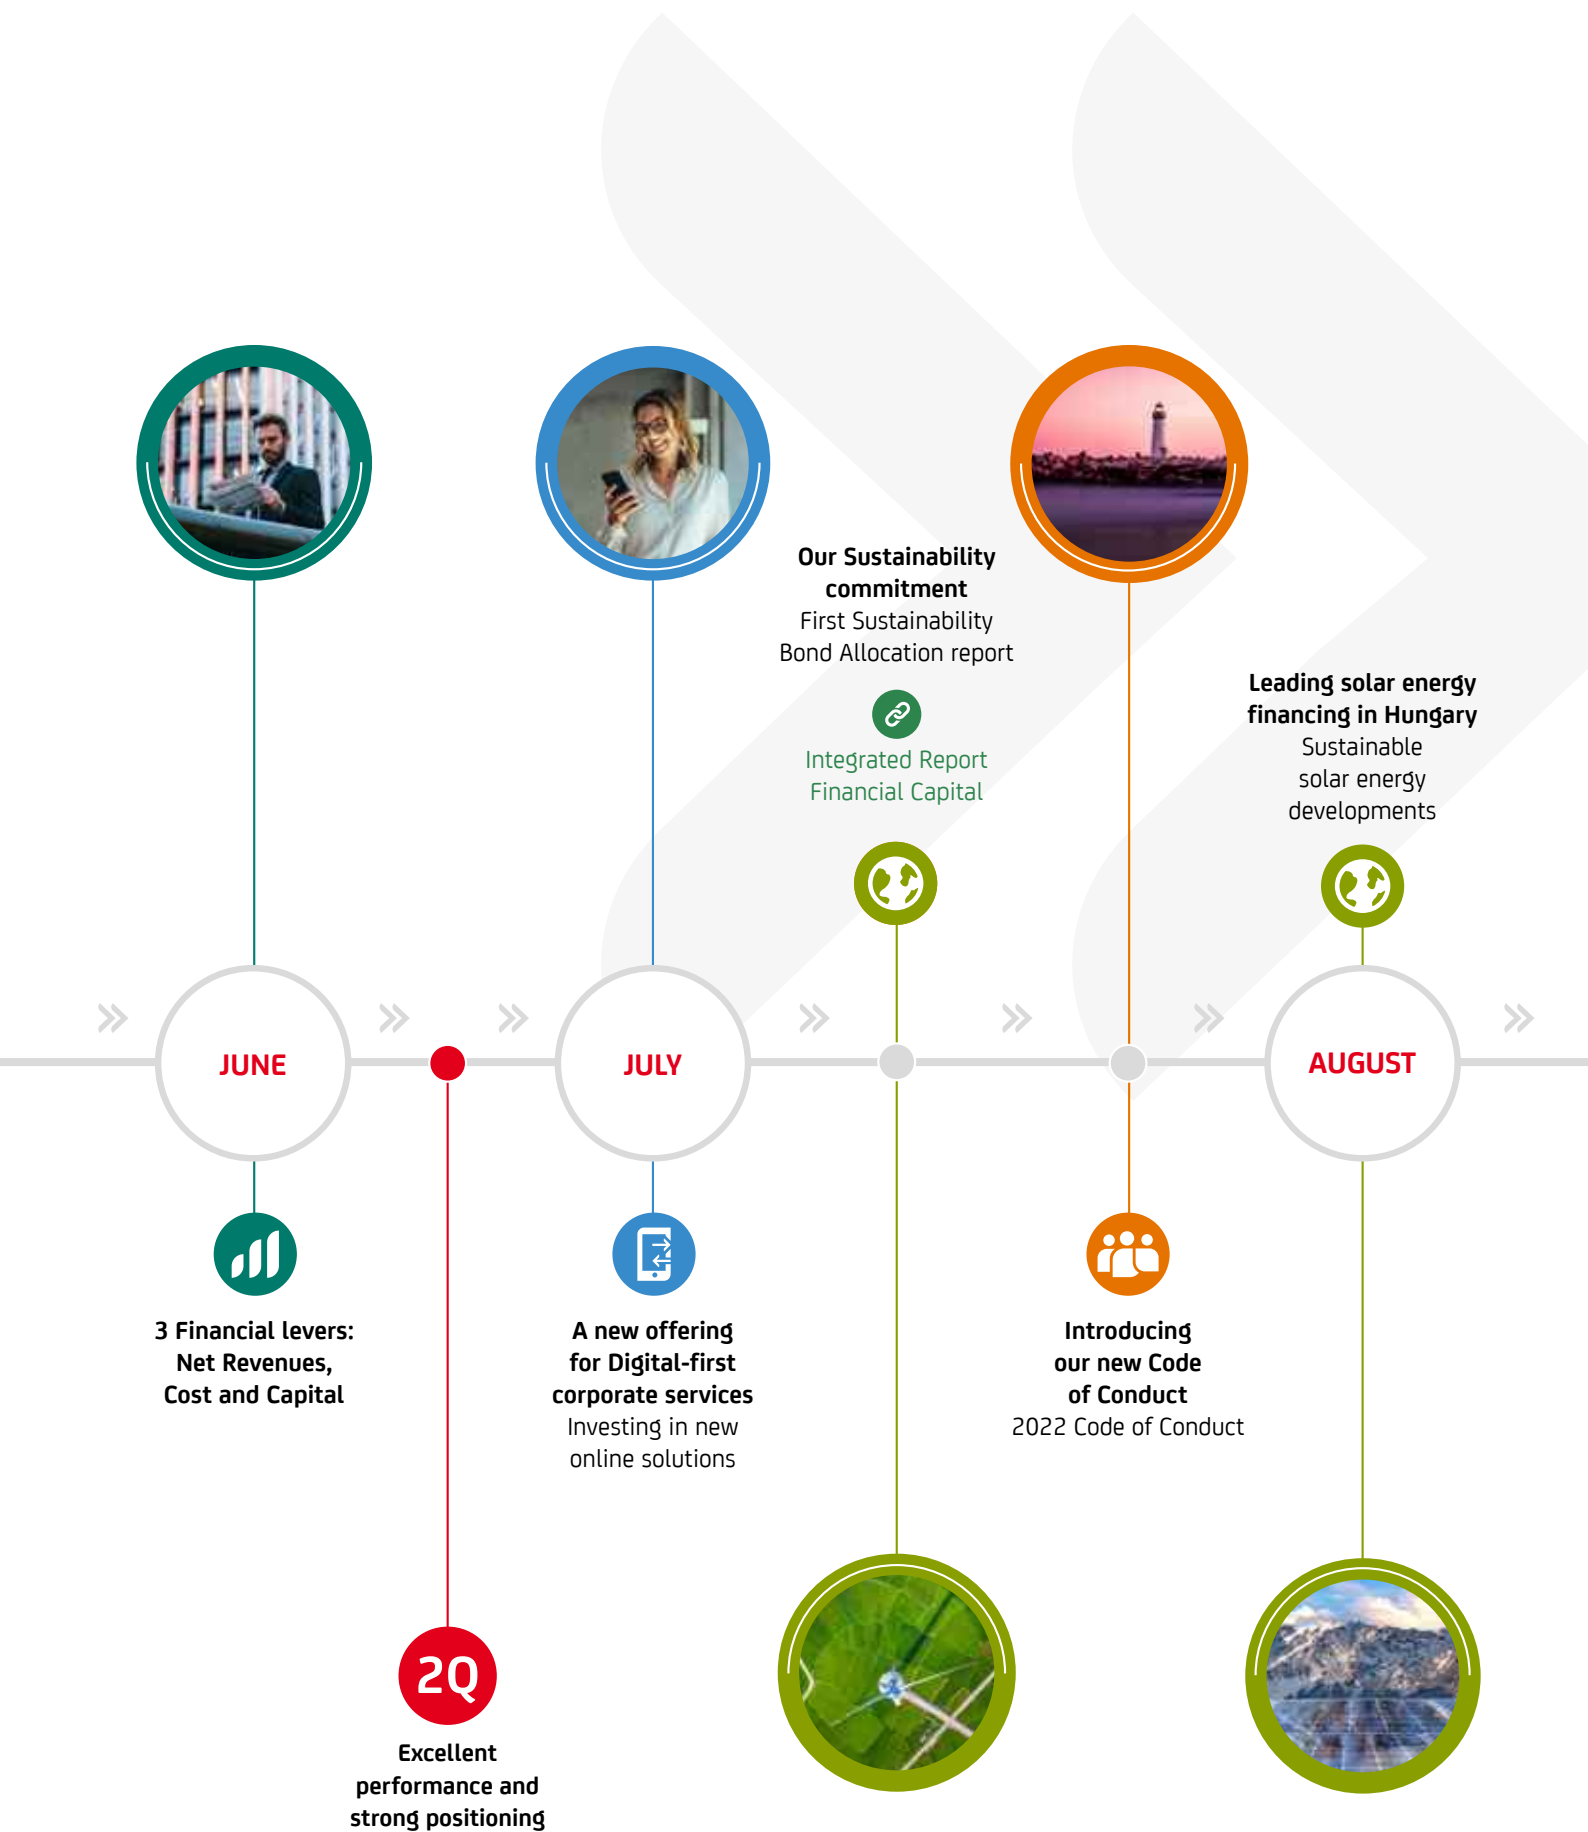 Our Sustainability
commitment
First Sustainability
Bond Allocation report
Integrated Report
Financial Capital
Leading solar energy
financing in Hungary
Sustainable
solar energy
developments
JUNE
JULY
AUGUST
3 Financial levers:
Net Revenues,
Cost and Capital
A new offering
for Digital-first
corporate services
Investing in new
online solutions
Introducing
our new Code
of Conduct
2022 Code of Conduct
2Q
Excellent
performance and
strong positioning